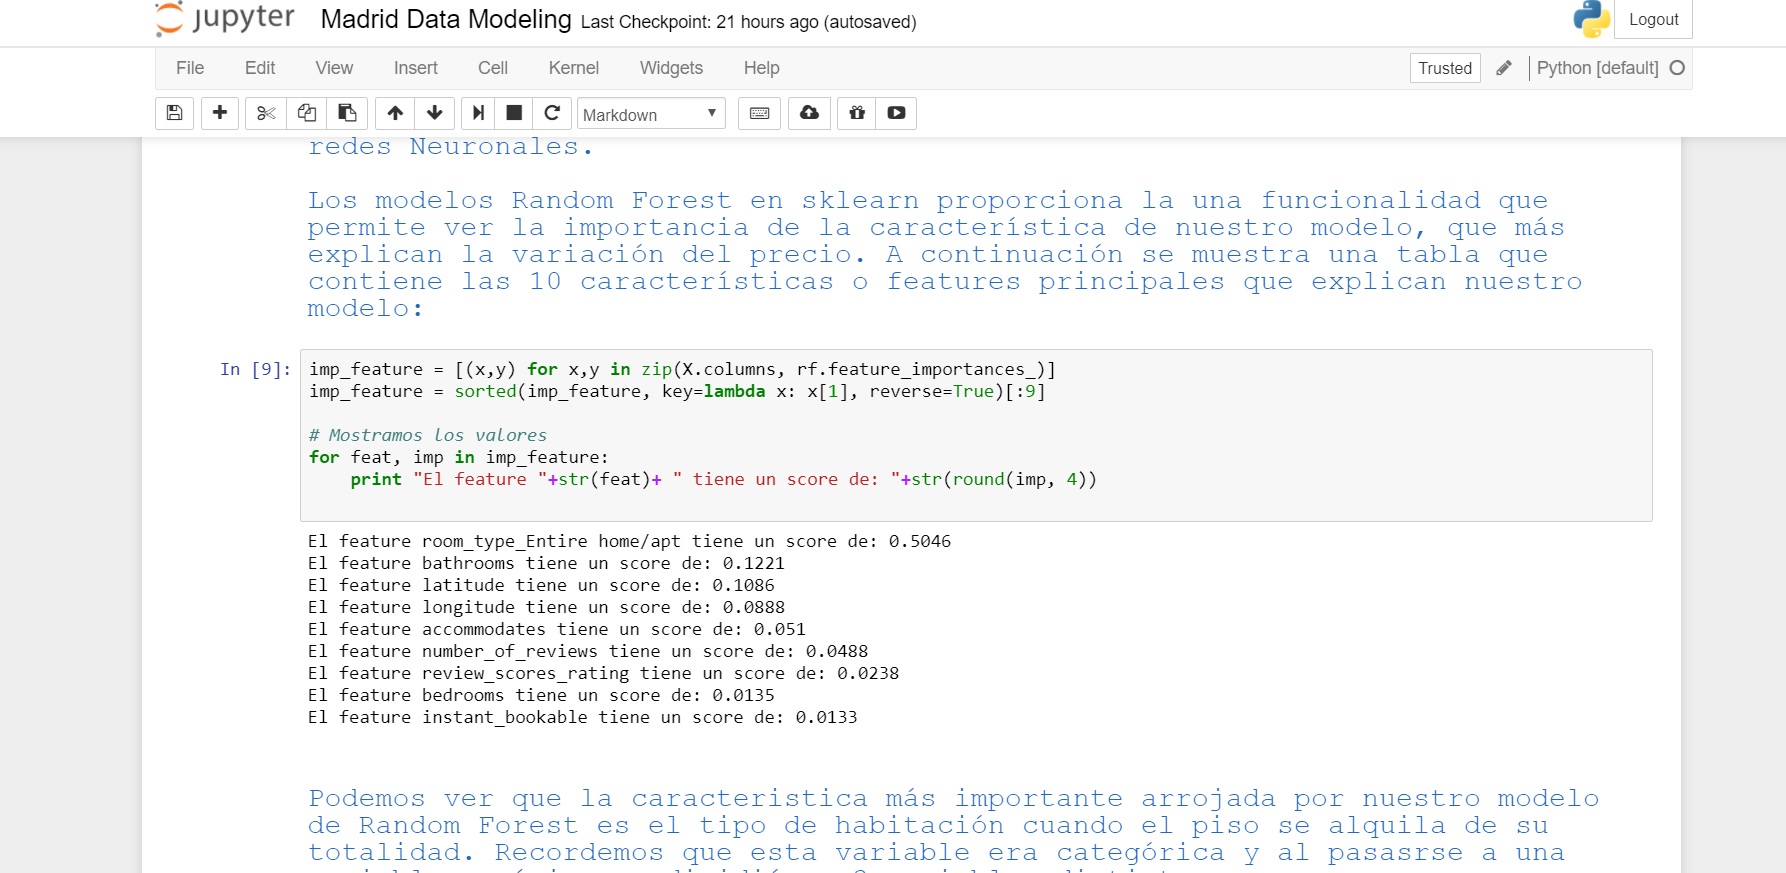 jupyter Madrid Data Modeling Last Checkpoint: 21 hours ago (autosaved) Logout
File Edit View Insert Cell Kernel Widgets Help Trusted Python [default]
Markdown
redes Neuronales.
Los modelos Random Forest en sklearn proporciona la una funcionalidad que
permite ver la importancia de la característica de nuestro modelo, que más
explican la variación del precio. A continuación se muestra una tabla que
contiene las 10 características o features principales que explican nuestro
modelo:
In [9]: imp_feature = [(x,y) for x,y in zip(X.columns, rf.feature_importances_)]
imp_feature = sorted(imp_feature, key=lambda x: x[1], reverse=True)[:9]
# Mostramos los valores
for feat, imp in imp_feature:
    print "El feature "+str(feat)+ " tiene un score de: "+str(round(imp, 4))
El feature room_type_Entire home/apt tiene un score de: 0.5046
El feature bathrooms tiene un score de: 0.1221
El feature latitude tiene un score de: 0.1086
El feature longitude tiene un score de: 0.0888
El feature accommodates tiene un score de: 0.051
El feature number_of_reviews tiene un score de: 0.0488
El feature review_scores_rating tiene un score de: 0.0238
El feature bedrooms tiene un score de: 0.0135
El feature instant_bookable tiene un score de: 0.0133
Podemos ver que la caracteristica más importante arrojada por nuestro modelo
de Random Forest es el tipo de habitación cuando el piso se alquila de su
totalidad. Recordemos que esta variable era categórica y al pasasrse a una